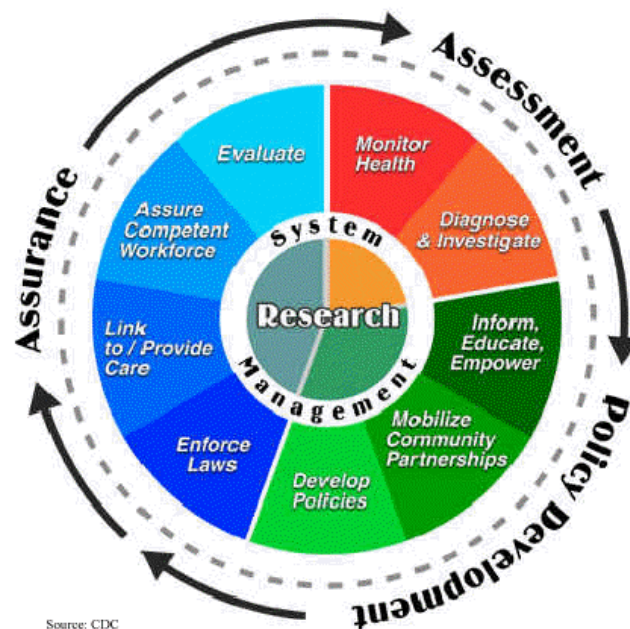 Assessment
Policy Development
Assurance
Monitor
Health
Diagnose
& Investigate
Inform,
Educate,
Empower
Mobilize
Community
Partnerships
Develop
Policies
Enforce
Laws
Link
to / Provide
Care
Assure
Competent
Workforce
Evaluate
System
Management
Research
Source: CDC